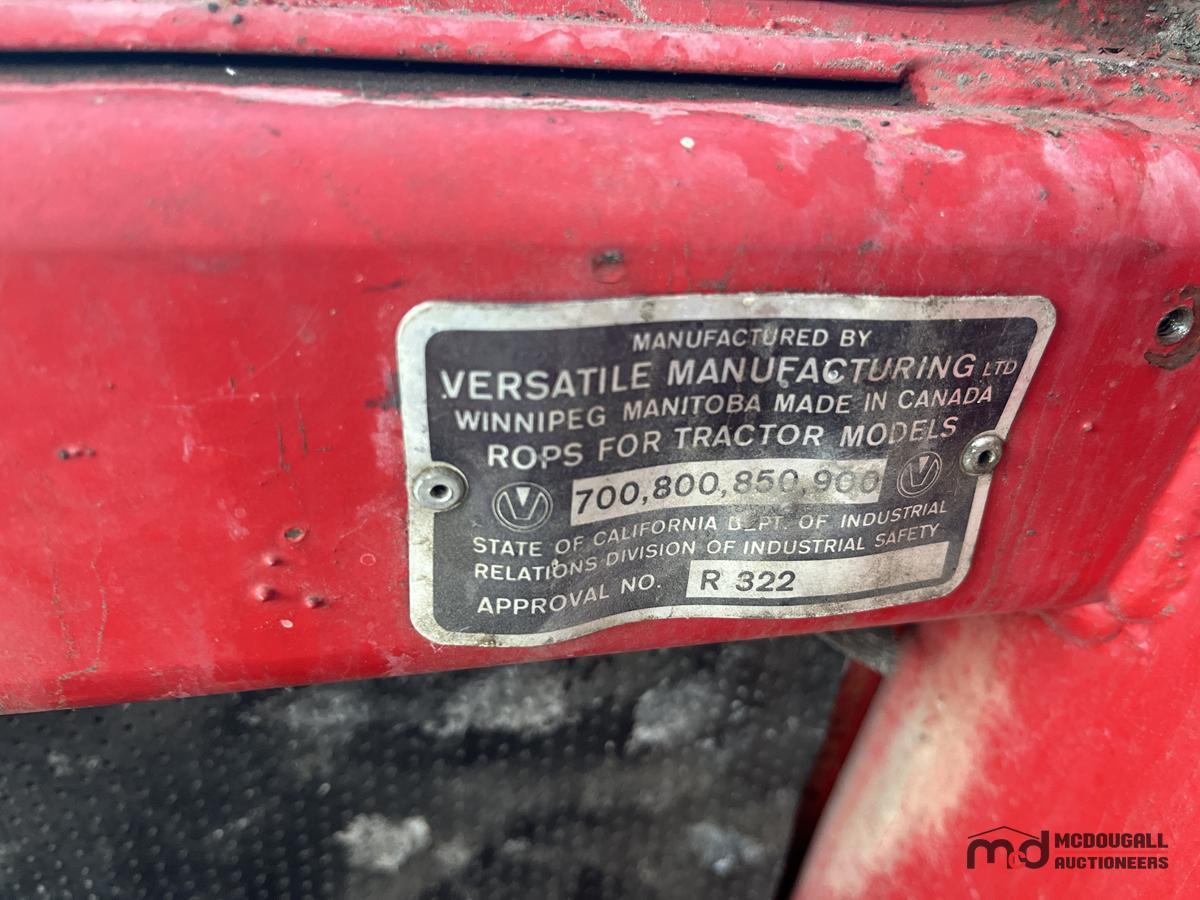 MANUFACTURED BY
VERSATILE MANUFACTURING LTD
WINNIPEG MANITOBA MADE IN CANADA
ROPS FOR TRACTOR MODELS
700,800,850,900
STATE OF CALIFORNIA DEPT. OF INDUSTRIAL
RELATIONS DIVISION OF INDUSTRIAL SAFETY
APPROVAL NO. R 322
md MCDOUGALL
AUCTIONEERS